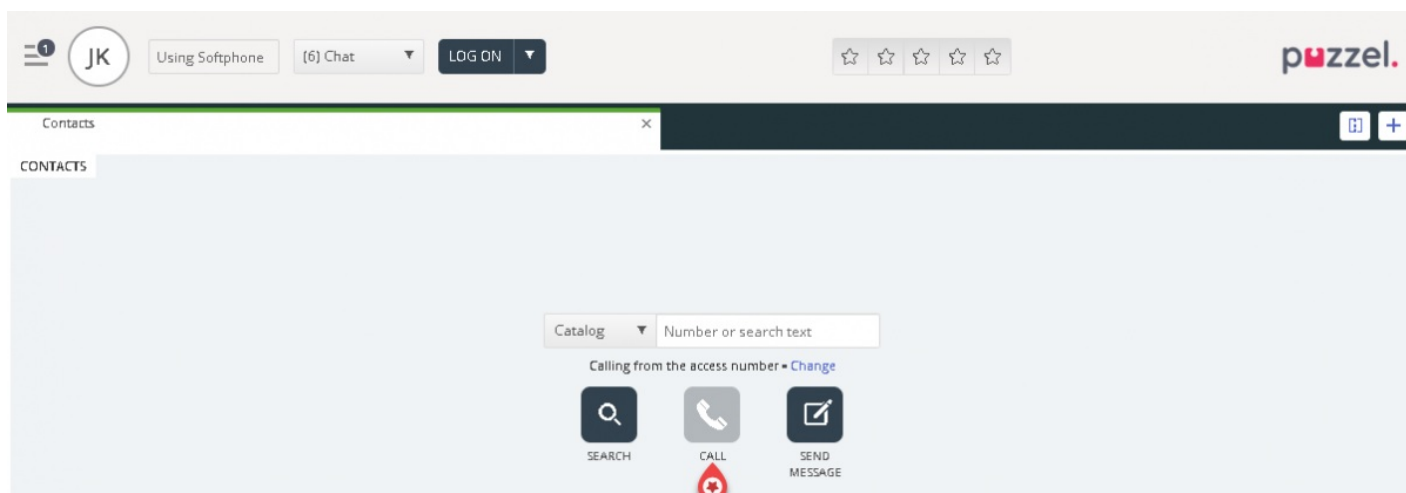 1
JK
Using Softphone
(6) Chat
LOG ON
puzzel.
Contacts
CONTACTS
Catalog
Number or search text
Calling from the access number • Change
SEARCH
CALL
SEND
MESSAGE